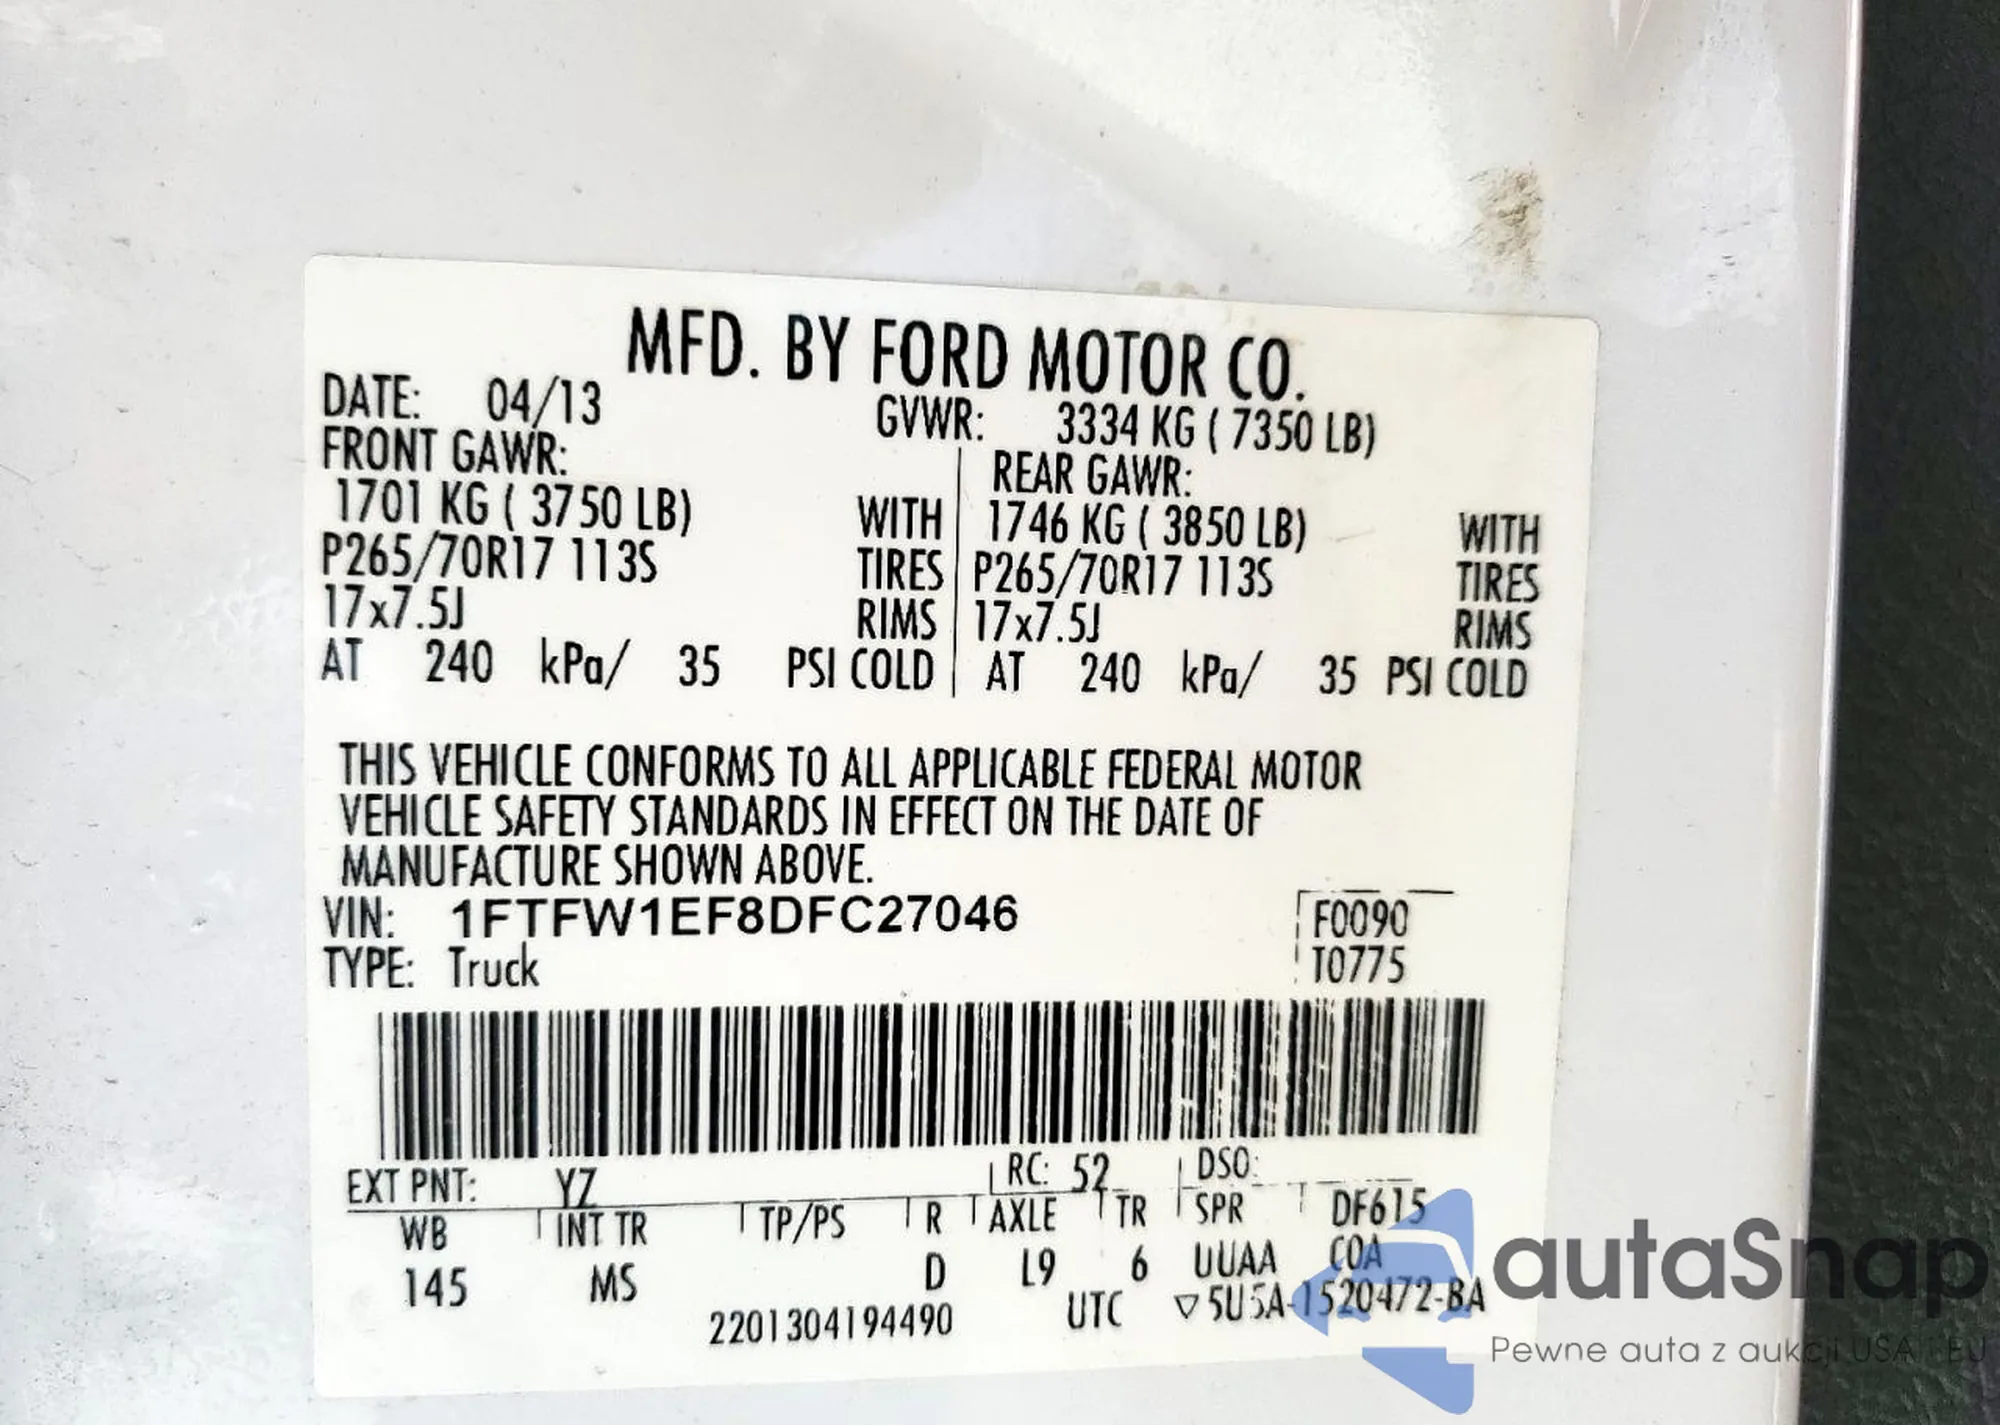 MFD. BY FORD MOTOR CO.
DATE: 04/13 GVWR: 3334 KG ( 7350 LB)
FRONT GAWR: REAR GAWR:
1701 KG ( 3750 LB) WITH 1746 KG ( 3850 LB) WITH
P265/70R17 113S TIRES P265/70R17 113S TIRES
17x7.5J RIMS 17x7.5J RIMS
AT 240 kPa/ 35 PSI COLD AT 240 kPa/ 35 PSI COLD
THIS VEHICLE CONFORMS TO ALL APPLICABLE FEDERAL MOTOR
VEHICLE SAFETY STANDARDS IN EFFECT ON THE DATE OF
MANUFACTURE SHOWN ABOVE.
VIN: 1FTFW1EF8DFC27046 F0090
TYPE: Truck T0775
EXT PNT: YZ RC: 52 DSO:
WB INT TR TP/PS R AXLE TR SPR DF615
145 MS D L9 6 UUAA COA
2201304194490 UTC ▽5U5A-1520472-BA
autaSnap
Pewne auta z aukcji USA i EU